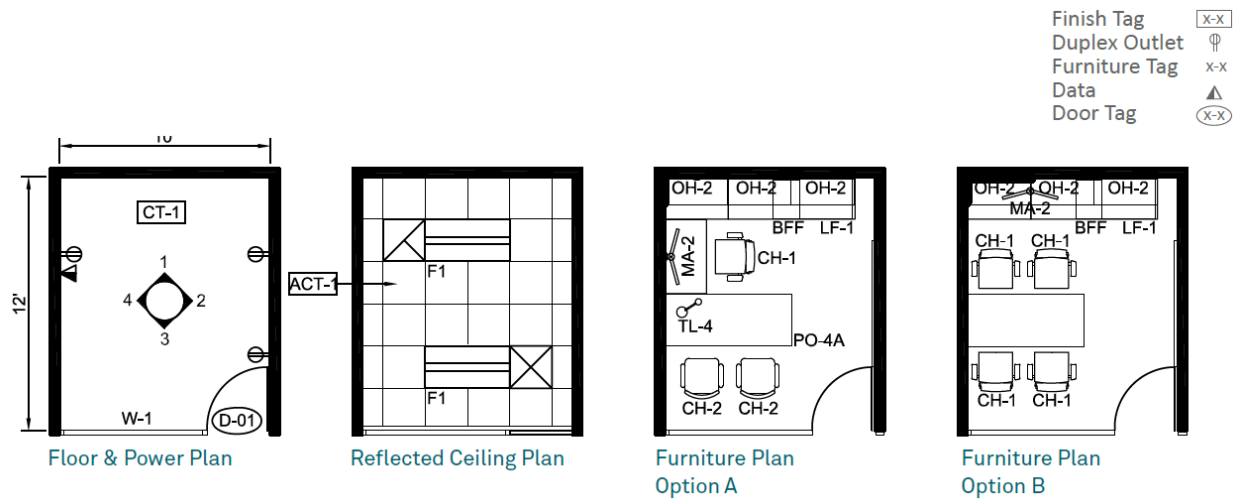 Finish Tag X-X
Duplex Outlet
Furniture Tag X-X
Data
Door Tag X-X
10'
12'
CT-1
1
4 2
3
W-1
D-01
Floor & Power Plan
ACT-1
F1
F1
Reflected Ceiling Plan
OH-2 OH-2 OH-2
BFF LF-1
MA-2
CH-1
TL-4
PO-4A
CH-2 CH-2
Furniture Plan
Option A
OH-2 OH-2 OH-2
MA-2
BFF LF-1
CH-1 CH-1
CH-1 CH-1
Furniture Plan
Option B